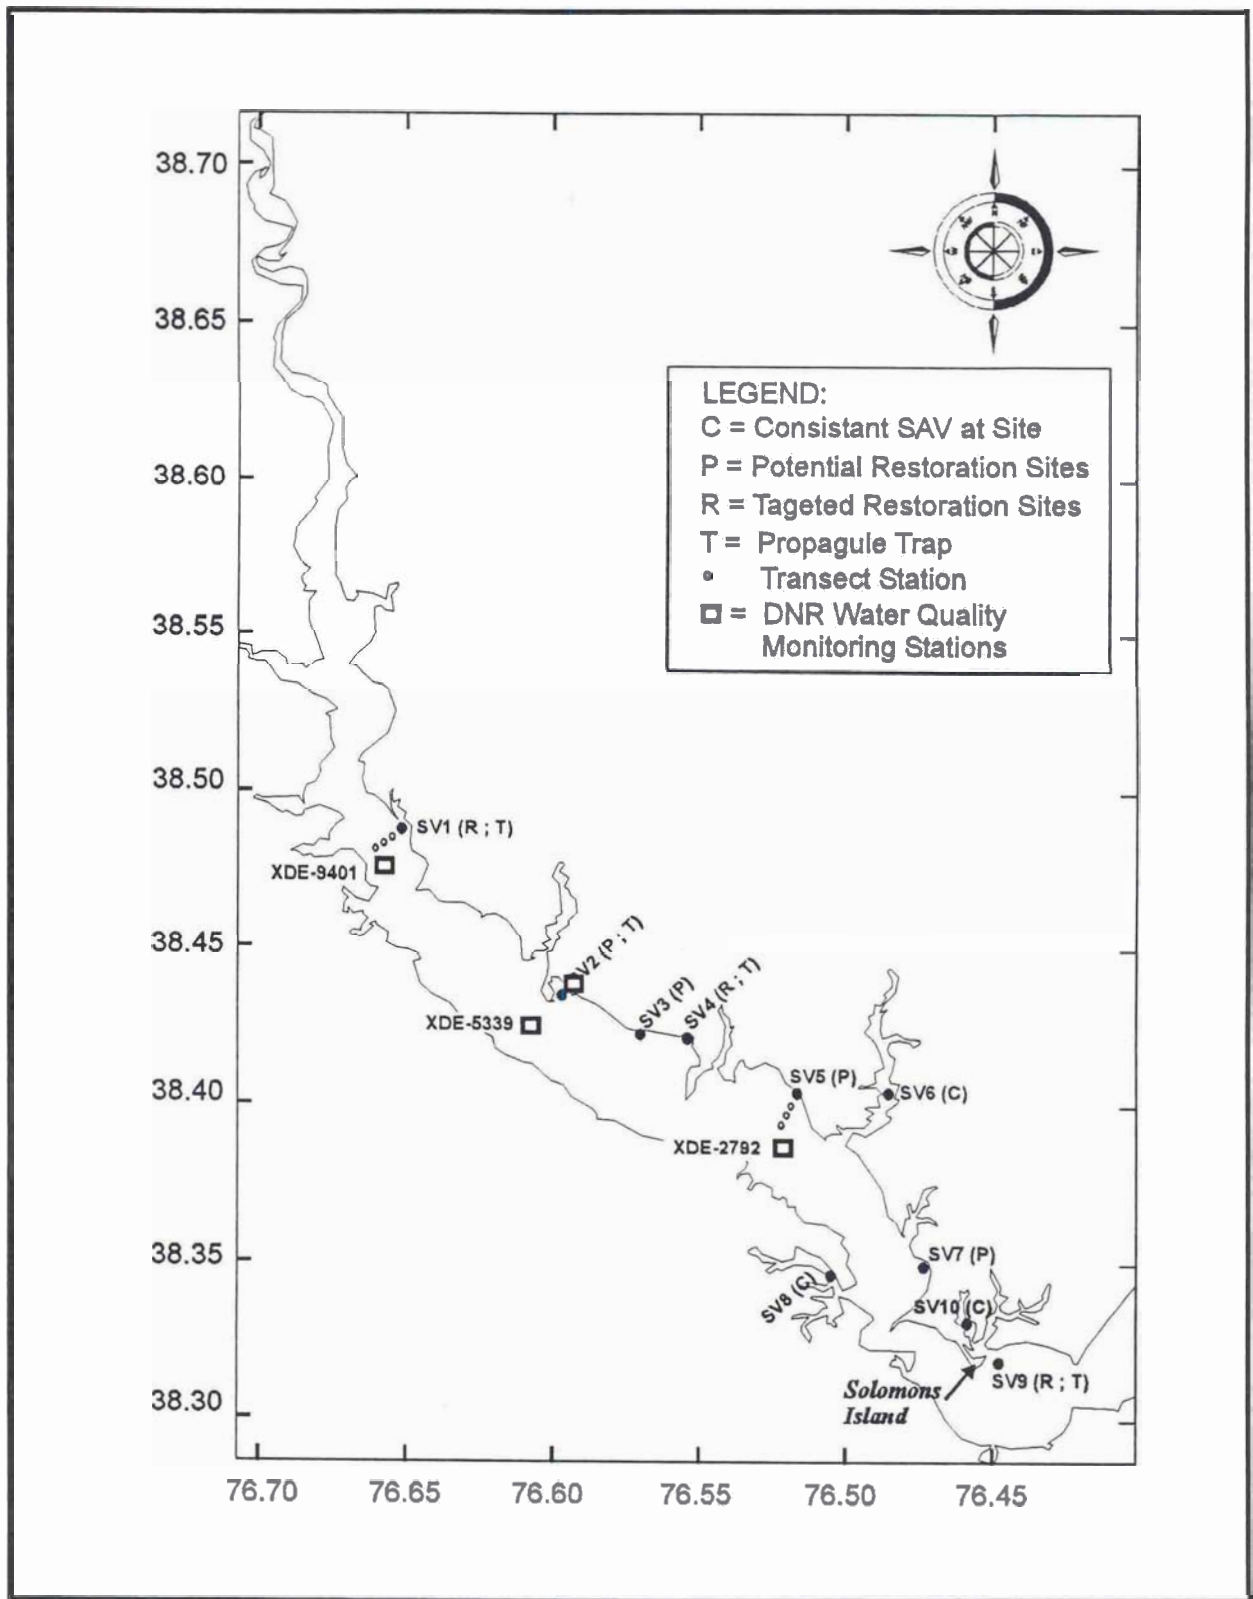 38.70
38.65
38.60
38.55
38.50
38.45
38.40
38.35
38.30
LEGEND:
C = Consistant SAV at Site
P = Potential Restoration Sites
R = Tageted Restoration Sites
T = Propagule Trap
Transect Station
= DNR Water Quality
Monitoring Stations
SV1 (R ; T)
XDE-9401
SV2 (P ; T)
XDE-5339
SV3 (P)
SV4 (R ; T)
SV5 (P)
SV6 (C)
XDE-2792
SV7 (P)
SV8 (C)
SV10 (C)
SV9 (R ; T)
Solomons
Island
76.70
76.65
76.60
76.55
76.50
76.45